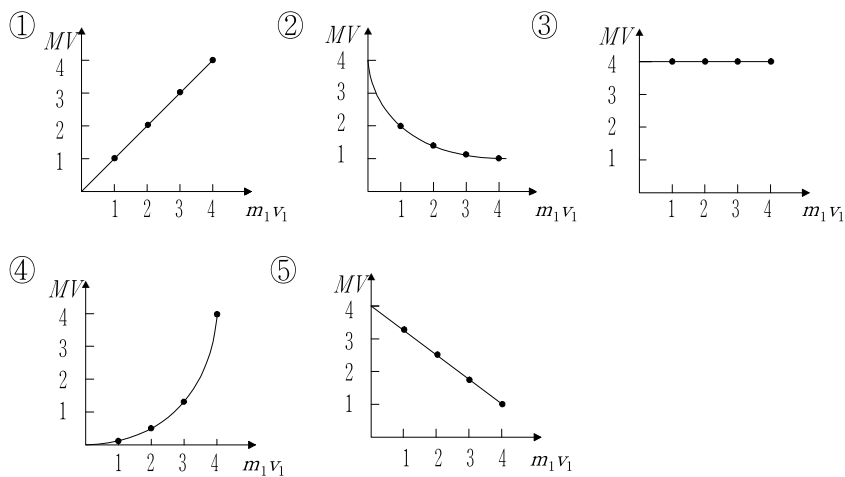 ① ② ③
MV MV MV
4 4 4
3 3 3
2 2 2
1 1 1
1 2 3 4 m₁v₁ 1 2 3 4 m₁v₁ 1 2 3 4 m₁v₁
④ ⑤
MV MV
4 4
3 3
2 2
1 1
1 2 3 4 m₁v₁ 1 2 3 4 m₁v₁